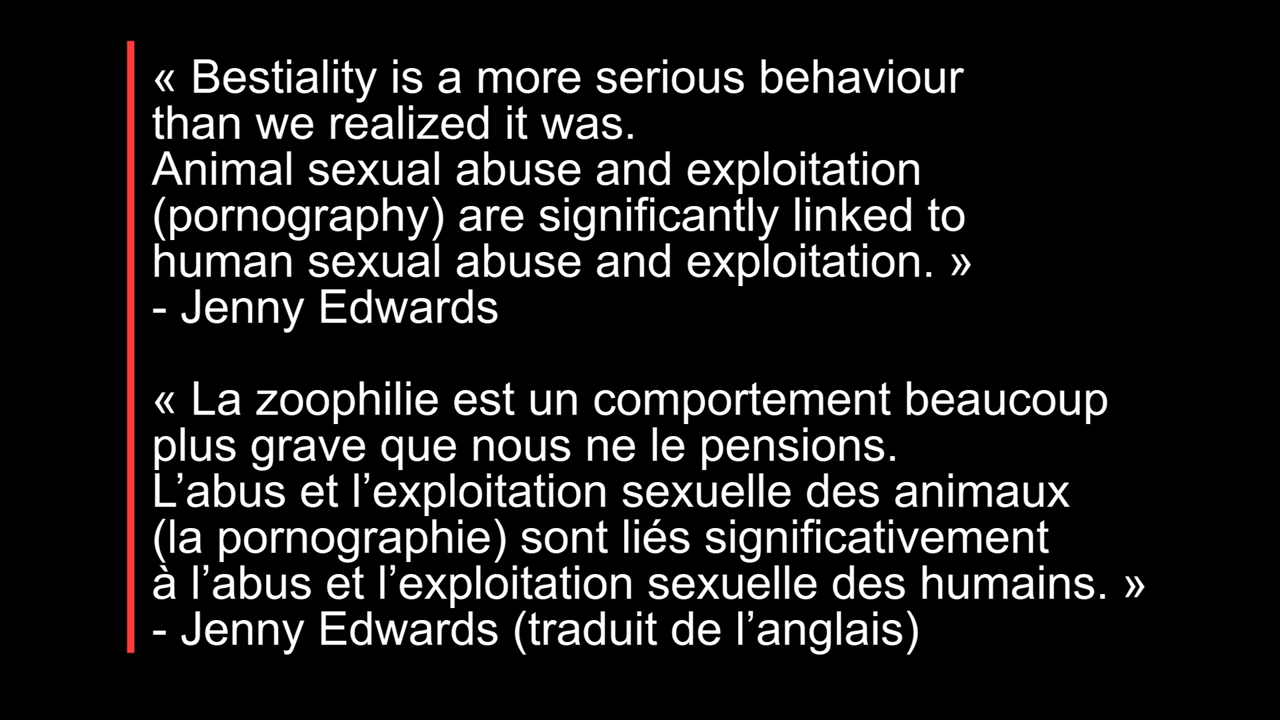 « Bestiality is a more serious behaviour
than we realized it was.
Animal sexual abuse and exploitation
(pornography) are significantly linked to
human sexual abuse and exploitation. »
- Jenny Edwards
« La zoophilie est un comportement beaucoup
plus grave que nous ne le pensions.
L’abus et l’exploitation sexuelle des animaux
(la pornographie) sont liés significativement
à l’abus et l’exploitation sexuelle des humains. »
- Jenny Edwards (traduit de l’anglais)